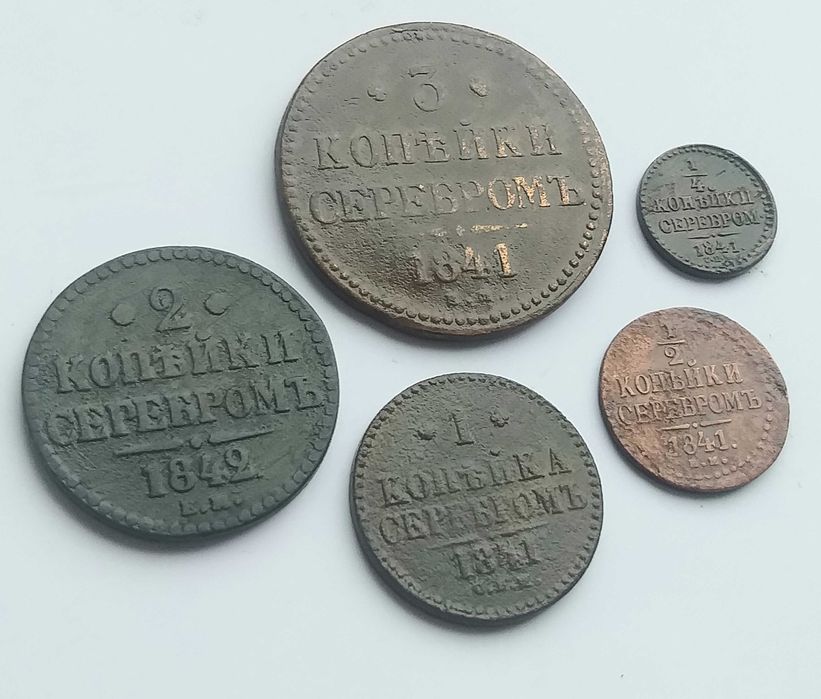 3
КОПѢЙКИ
СЕРЕБРОМЪ
1841
Е.М.
1/4
КОПѢЙКИ
СЕРЕБРОМ
1841.
2
КОПѢЙКИ
СЕРЕБРОМЪ
1842
Е.М.
1
КОПѢЙКА
СЕРЕБРОМЪ
1841
С.П.М.
1/2
КОПѢЙКИ
СЕРЕБРОМЪ
1841.